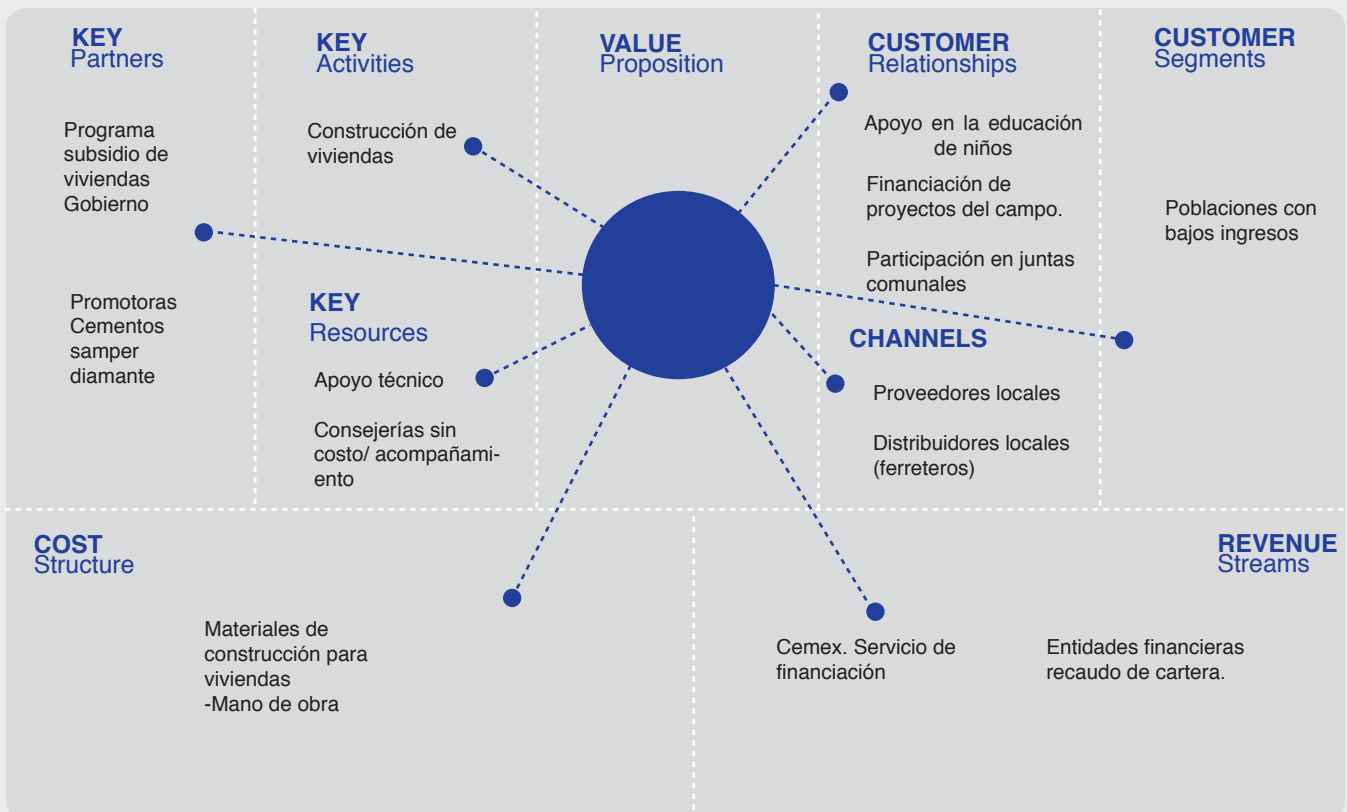 KEY
Partners
Programa
subsidio de
viviendas
Gobierno
Promotoras
Cementos
samper
diamante
KEY
Activities
Construcción de
viviendas
KEY
Resources
Apoyo técnico
Consejerías sin
costo/ acompañami-
ento
VALUE
Proposition
CUSTOMER
Relationships
Apoyo en la educación
de niños
Financiación de
proyectos del campo.
Participación en juntas
comunales
CHANNELS
Proveedores locales
Distribuidores locales
(ferreteros)
CUSTOMER
Segments
Poblaciones con
bajos ingresos
COST
Structure
Materiales de
construcción para
viviendas
-Mano de obra
REVENUE
Streams
Cemex. Servicio de
financiación
Entidades financieras
recaudo de cartera.